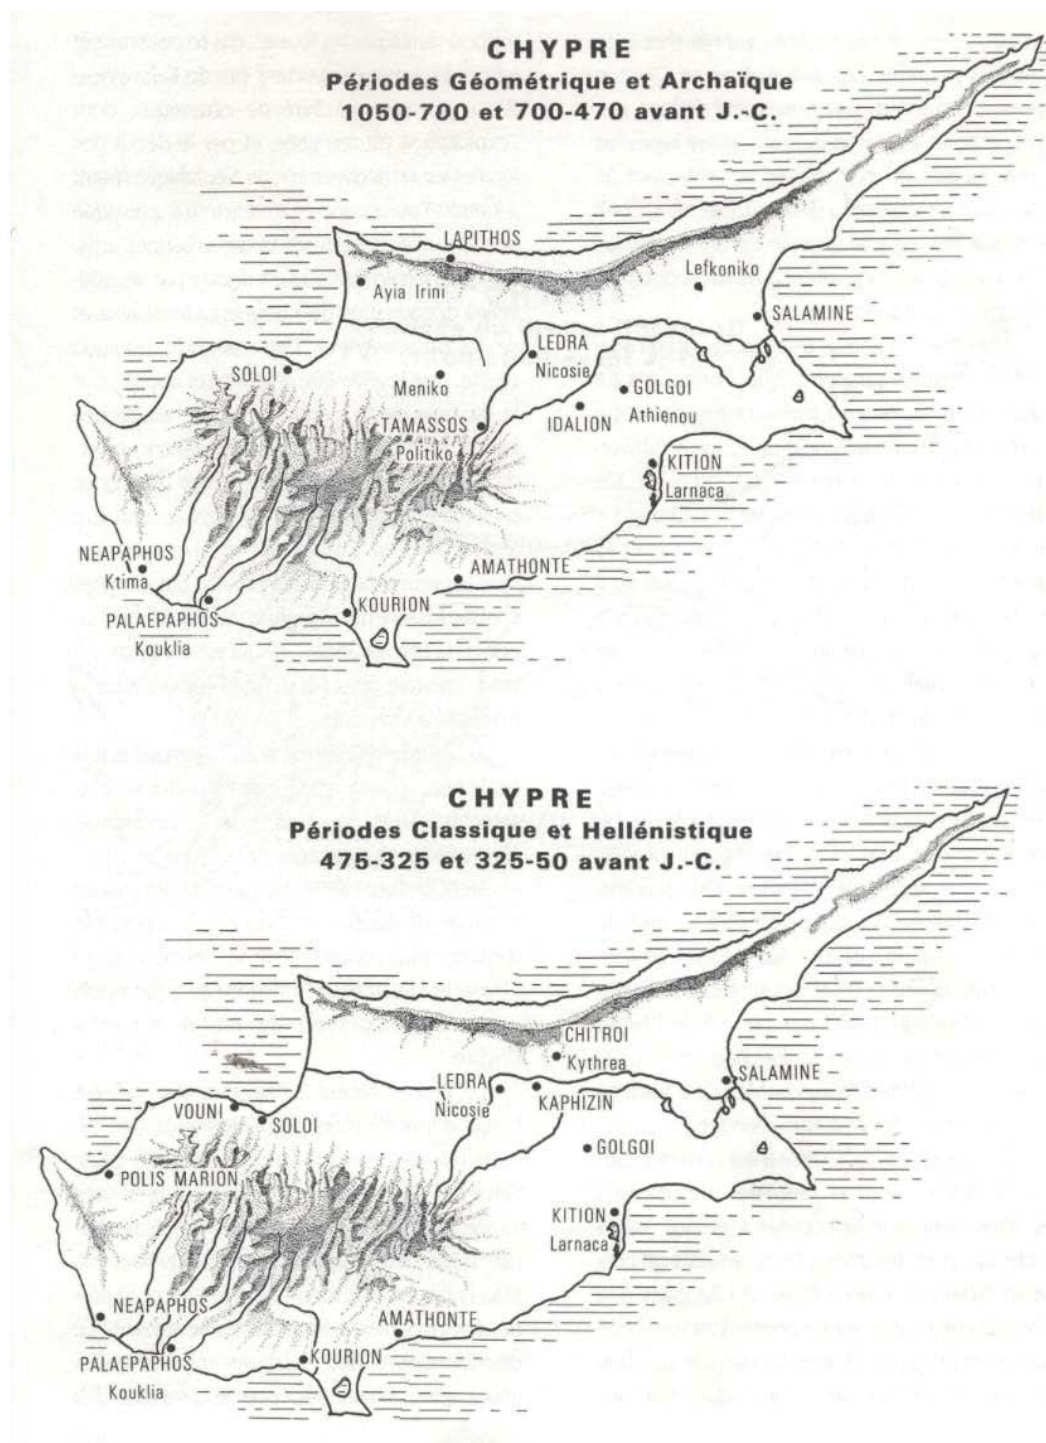 CHYPRE
Périodes Géométrique et Archaïque
1050-700 et 700-470 avant J.-C.
LAPITHOS
Ayia Irini
Lefkoniko
SALAMINE
LEDRA
Nicosie
SOLOI
Meniko
GOLGOI
Athienou
TAMASSOS
Politiko
IDALION
KITION
Larnaca
NEAPAPHOS
Ktima
AMATHONTE
PALAEPAPHOS
Kouklia
KOURION
CHYPRE
Périodes Classique et Hellénistique
475-325 et 325-50 avant J.-C.
CHITROI
Kythrea
LEDRA
Nicosie
KAPHIZIN
SALAMINE
VOUNI
SOLOI
GOLGOI
POLIS MARION
KITION
Larnaca
NEAPAPHOS
AMATHONTE
PALAEPAPHOS
Kouklia
KOURION